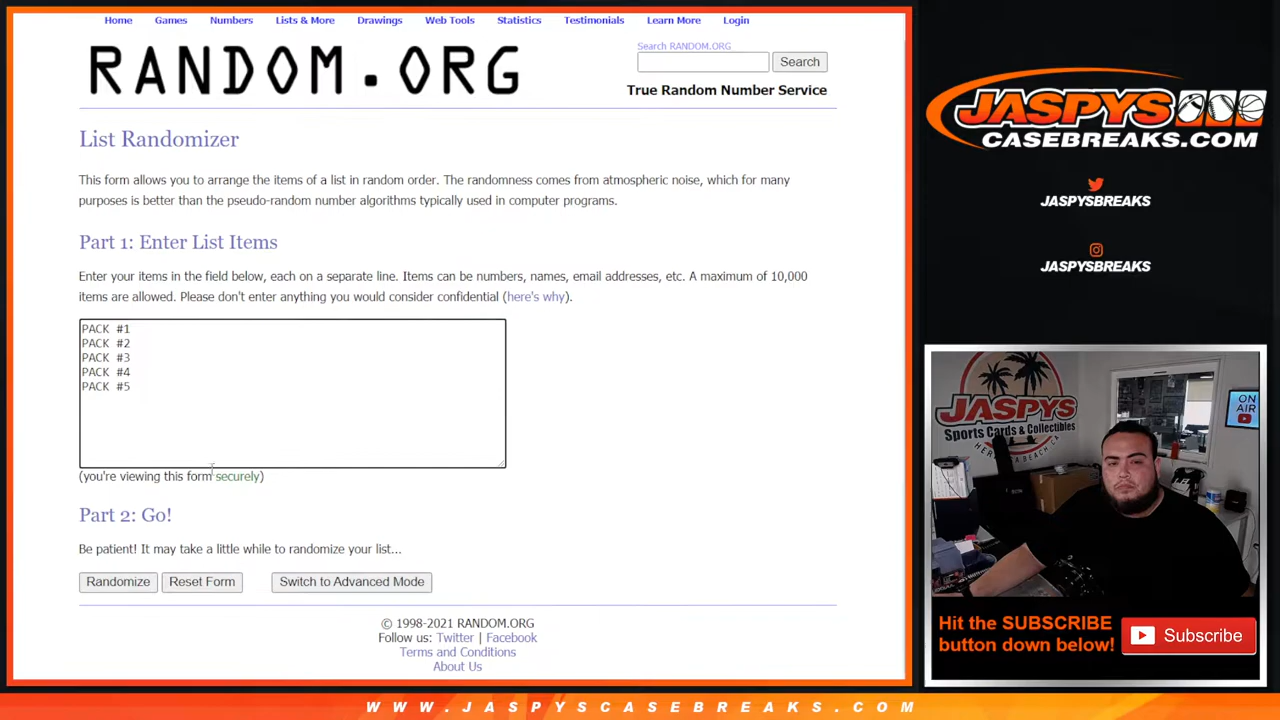 Home Games Numbers Lists & More Drawings Web Tools Statistics Testimonials Learn More Login
RANDOM.ORG
Search RANDOM.ORG
Search
True Random Number Service
List Randomizer
This form allows you to arrange the items of a list in random order. The randomness comes from atmospheric noise, which for many
purposes is better than the pseudo-random number algorithms typically used in computer programs.
Part 1: Enter List Items
Enter your items in the field below, each on a separate line. Items can be numbers, names, email addresses, etc. A maximum of 10,000
items are allowed. Please don't enter anything you would consider confidential (here's why).
PACK #1
PACK #2
PACK #3
PACK #4
PACK #5
(you're viewing this form securely)
Part 2: Go!
Be patient! It may take a little while to randomize your list...
Randomize Reset Form Switch to Advanced Mode
© 1998-2021 RANDOM.ORG
Follow us: Twitter | Facebook
Terms and Conditions
About Us
JASPYS
CASEBREAKS.COM
JASPYSBREAKS
JASPYSBREAKS
JASPYS
Sports Cards & Collectibles
ON
AIR
Hit the SUBSCRIBE
button down below!
Subscribe
WWW.JASPYSCASEBREAKS.COM